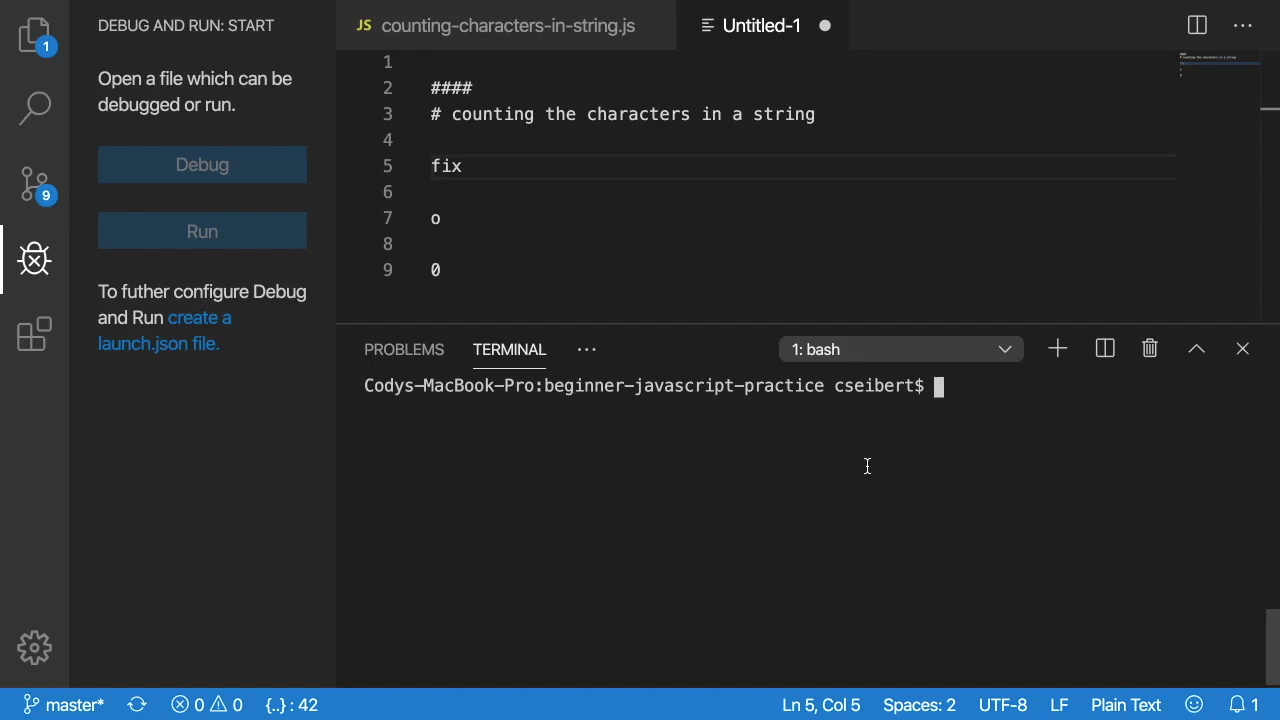 DEBUG AND RUN: START
JS counting-characters-in-string.js
Untitled-1
1
Open a file which can be
debugged or run.
Debug
Run
9
To futher configure Debug
and Run create a
launch.json file.
1
2 ####
3 # counting the characters in a string
4
5 fix
6
7 o
8
9 0
PROBLEMS TERMINAL ...
1: bash
Codys-MacBook-Pro:beginner-javascript-practice cseibert$
master* 0 0 {..} : 42 Ln 5, Col 5 Spaces: 2 UTF-8 LF Plain Text 1